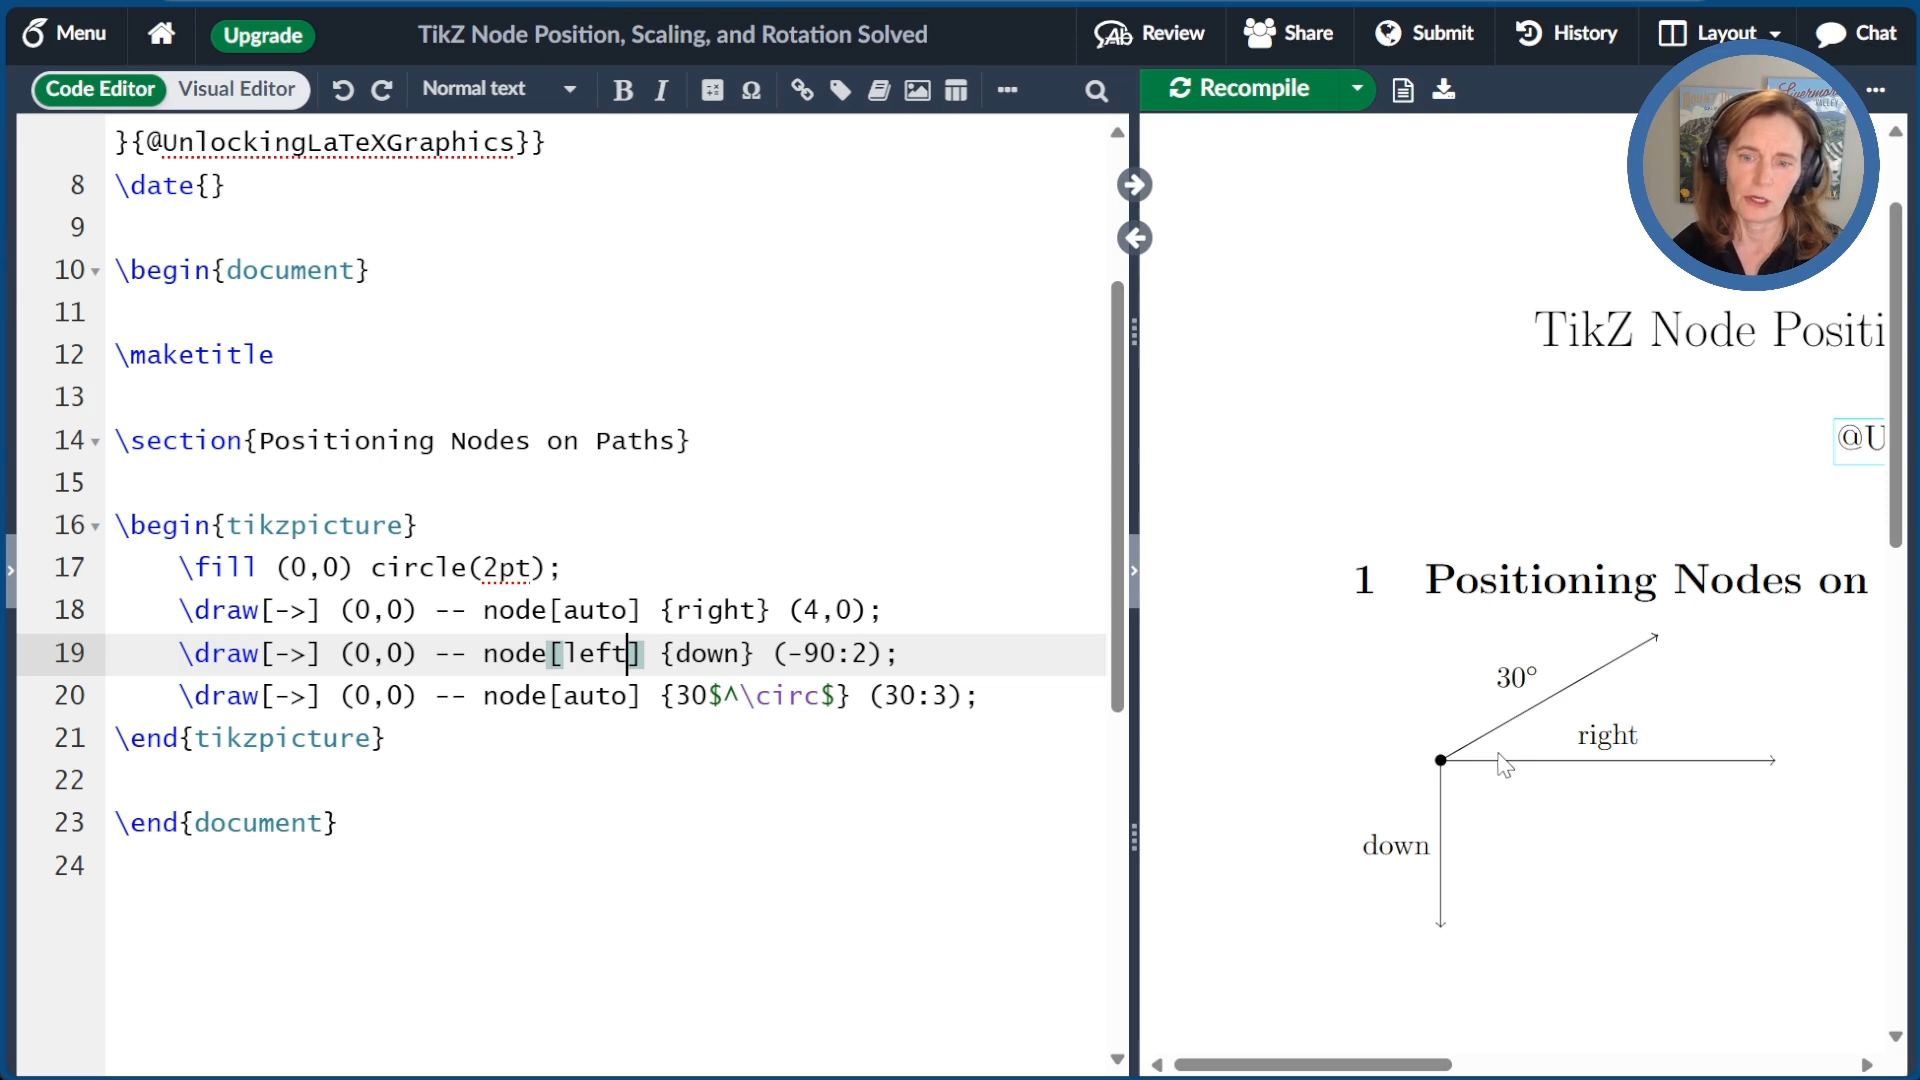 Menu
Upgrade
TikZ Node Position, Scaling, and Rotation Solved
Review
Share
Submit
History
Layout
Chat
Code Editor
Visual Editor
Normal text
B I
Ω
Recompile
}{@UnlockingLaTeXGraphics}}
8 \date{}
9
10 \begin{document}
11
12 \maketitle
13
14 \section{Positioning Nodes on Paths}
15
16 \begin{tikzpicture}
17 \fill (0,0) circle(2pt);
18 \draw[->] (0,0) -- node[auto] {right} (4,0);
19 \draw[->] (0,0) -- node[left] {down} (-90:2);
20 \draw[->] (0,0) -- node[auto] {30$^\circ$} (30:3);
21 \end{tikzpicture}
22
23 \end{document}
24
TikZ Node Positi
@U
1 Positioning Nodes on
30°
right
down